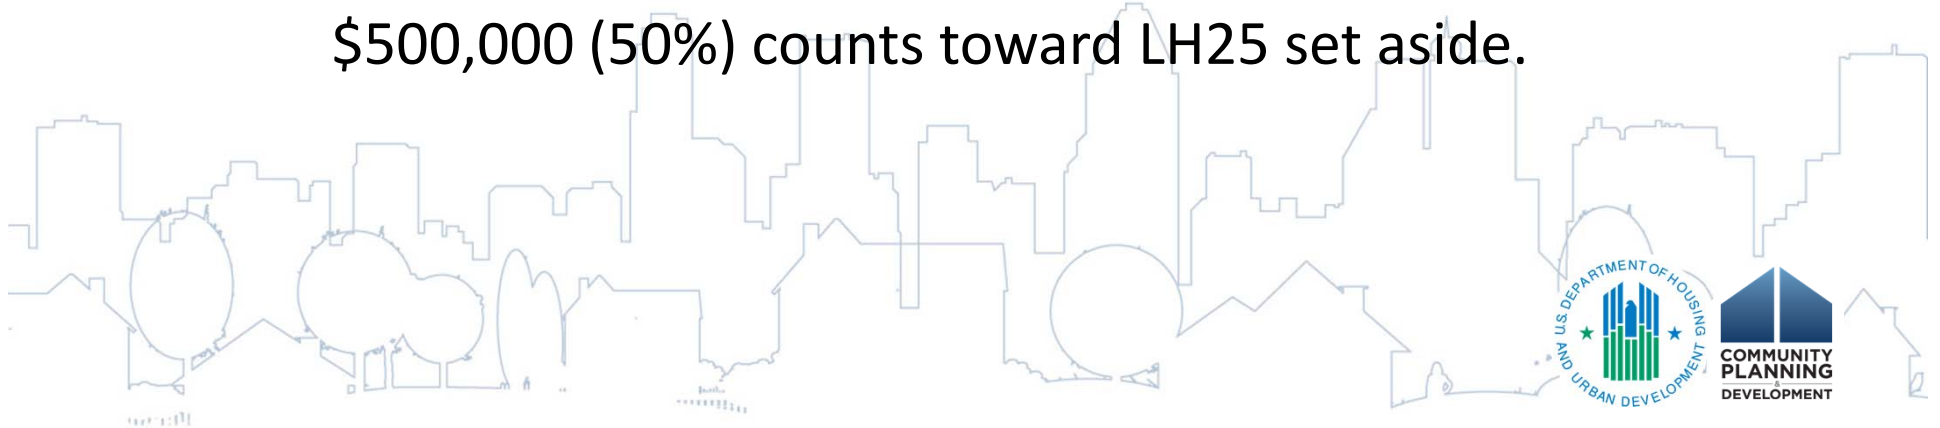 $500,000 (50%) counts toward LH25 set aside.
U.S. DEPARTMENT OF HOUSING
AND URBAN DEVELOPMENT
COMMUNITY
PLANNING
&
DEVELOPMENT